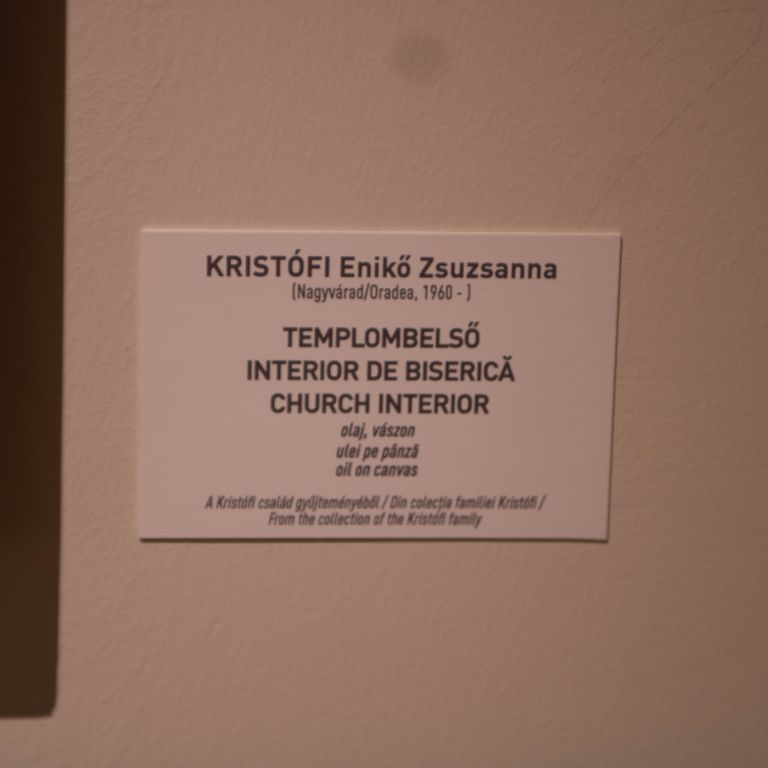 KRISTÓFI Enikő Zsuzsanna
(Nagyvárad/Oradea, 1960 - )
TEMPLOMBELSŐ
INTERIOR DE BISERICĂ
CHURCH INTERIOR
olaj, vászon
ulei pe pânză
oil on canvas
A Kristófi család gyűjteményéből / Din colecția familiei Kristófi /
From the collection of the Kristófi family